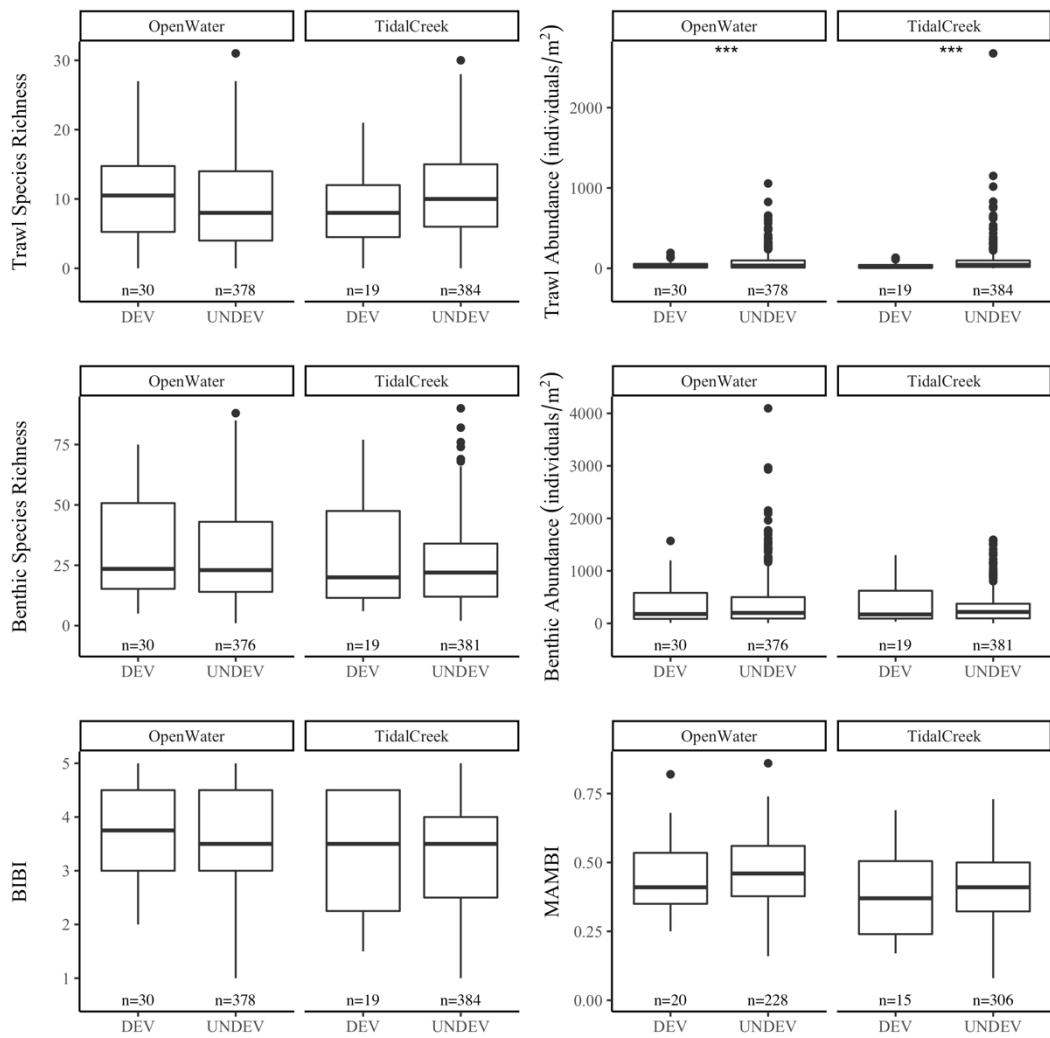 OpenWater TidalCreek
Trawl Species Richness
30
20
10
0
n=30 n=378 n=19 n=384
DEV UNDEV DEV UNDEV
OpenWater TidalCreek
*** ***
Trawl Abundance (individuals/m²)
2000
1000
0
n=30 n=378 n=19 n=384
DEV UNDEV DEV UNDEV
OpenWater TidalCreek
Benthic Species Richness
75
50
25
0
n=30 n=376 n=19 n=381
DEV UNDEV DEV UNDEV
OpenWater TidalCreek
Benthic Abundance (individuals/m²)
4000
3000
2000
1000
0
n=30 n=376 n=19 n=381
DEV UNDEV DEV UNDEV
OpenWater TidalCreek
BIBI
5
4
3
2
1
n=30 n=378 n=19 n=384
DEV UNDEV DEV UNDEV
OpenWater TidalCreek
MAMBI
0.75
0.50
0.25
0.00
n=20 n=228 n=15 n=306
DEV UNDEV DEV UNDEV